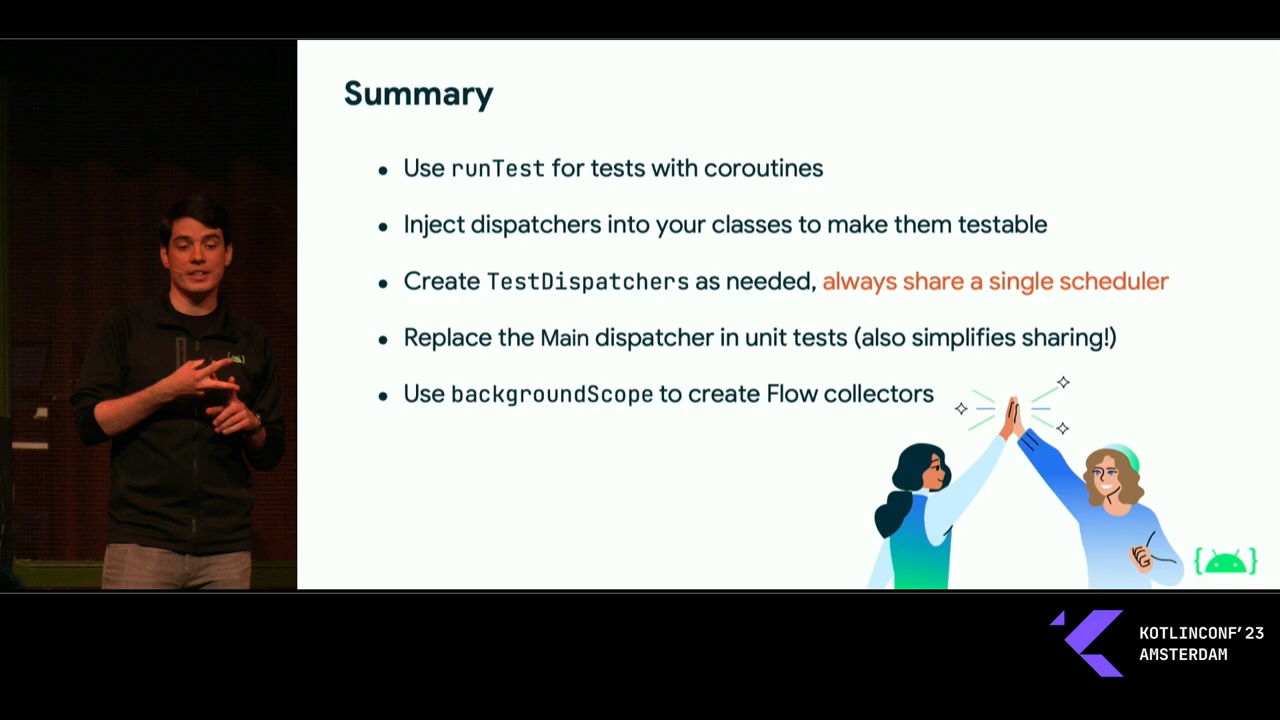 Summary
Use runTest for tests with coroutines
Inject dispatchers into your classes to make them testable
Create TestDispatchers as needed, always share a single scheduler
Replace the Main dispatcher in unit tests (also simplifies sharing!)
Use backgroundScope to create Flow collectors
KOTLINCONF'23
AMSTERDAM